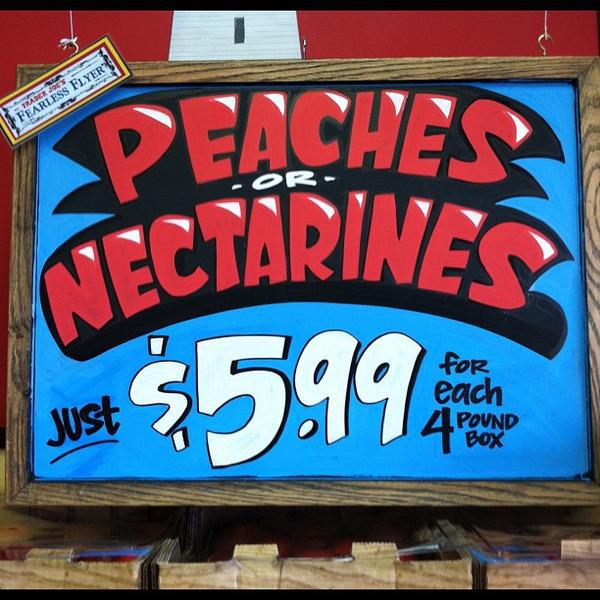 TRADER JOE'S
FEARLESS FLYER
PEACHES
-OR-
NECTARINES
JUST $5.99 for each 4 POUND BOX